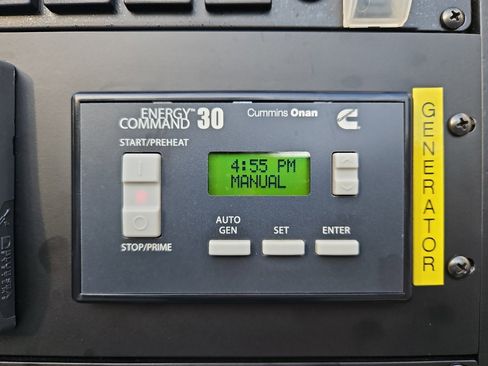 ENERGY™
COMMAND 30
Cummins Onan
START/PREHEAT
4:55 PM
MANUAL
AUTO
GEN
SET
ENTER
STOP/PRIME
GENERATOR